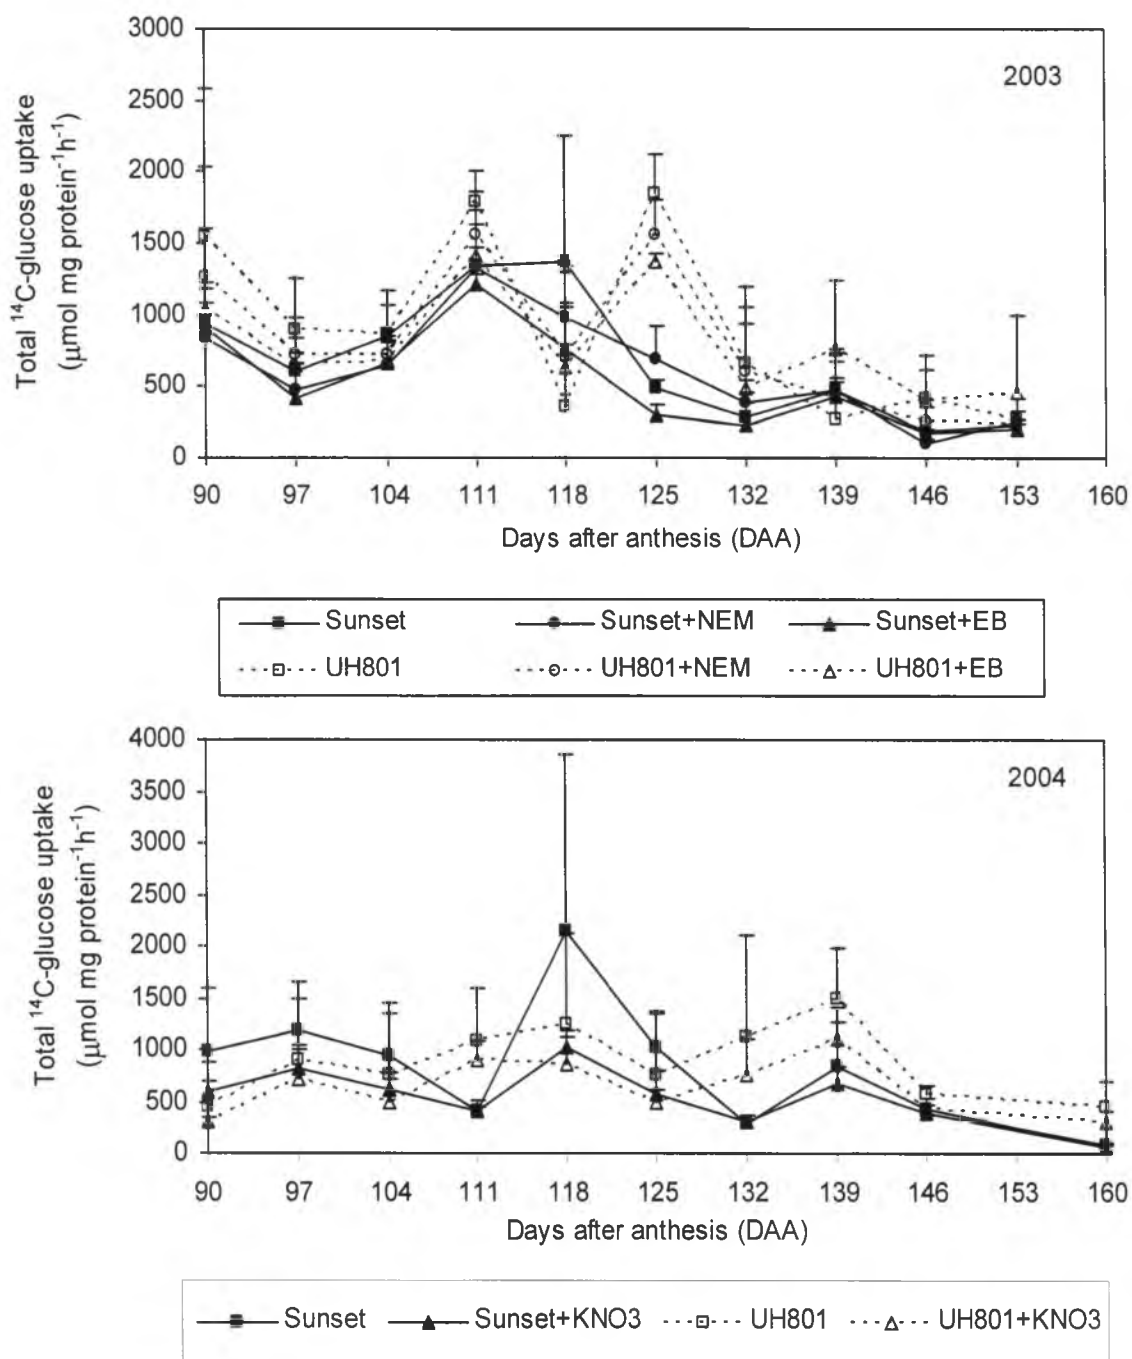 3000
2500
2000
1500
1000
500
0
Total ¹⁴C-glucose uptake
(μmol mg protein⁻¹h⁻¹)
2003
90 97 104 111 118 125 132 139 146 153 160
Days after anthesis (DAA)
Sunset Sunset+NEM Sunset+EB
UH801 UH801+NEM UH801+EB
4000
3500
3000
2500
2000
1500
1000
500
0
Total ¹⁴C-glucose uptake
(μmol mg protein⁻¹h⁻¹)
2004
90 97 104 111 118 125 132 139 146 153 160
Days after anthesis (DAA)
Sunset Sunset+KNO3 UH801 UH801+KNO3